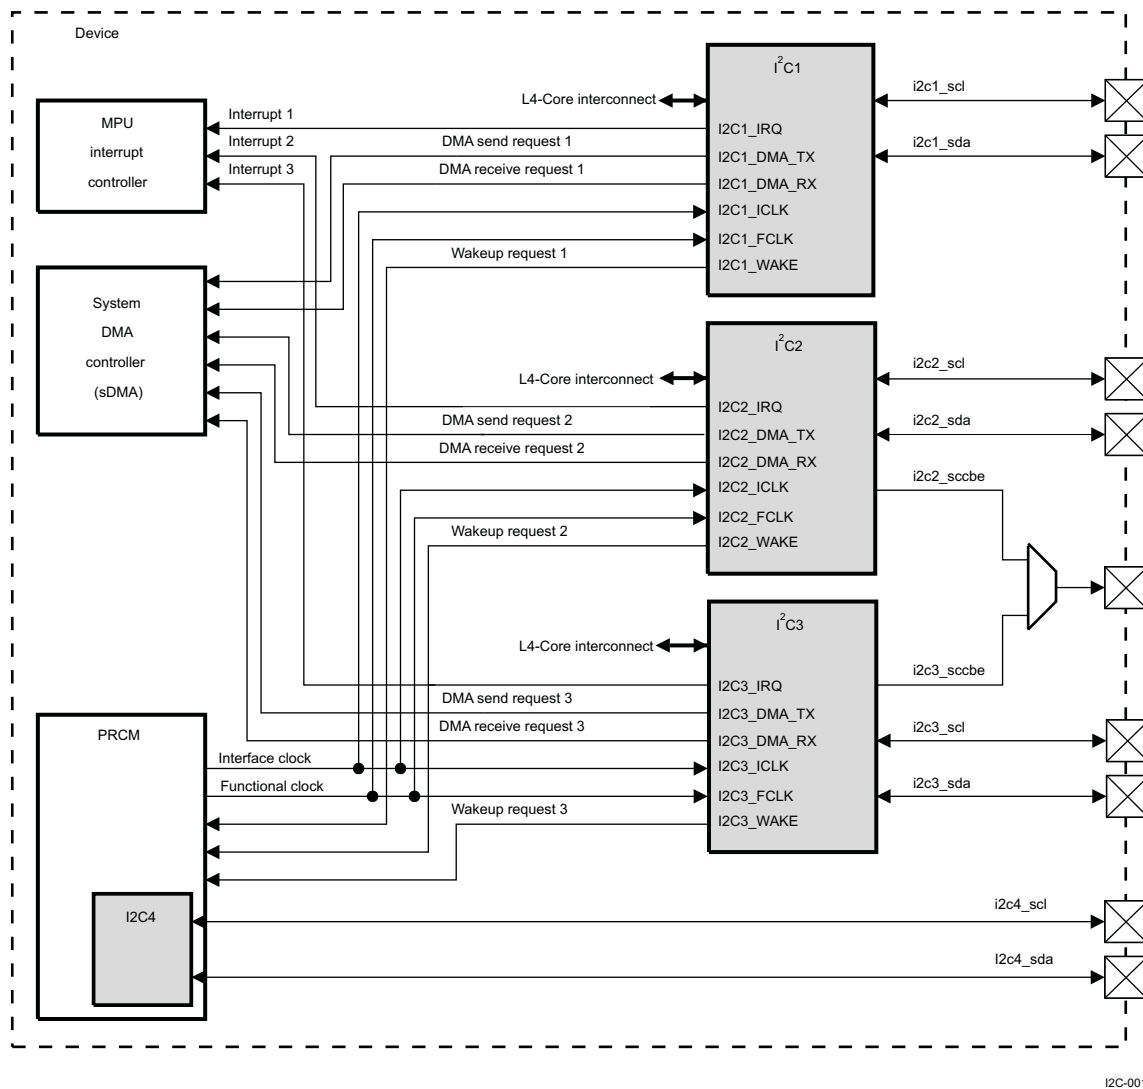 Device
MPU
interrupt
controller
Interrupt 1
Interrupt 2
Interrupt 3
System
DMA
controller
(sDMA)
PRCM
I2C4
Interface clock
Functional clock
L4-Core interconnect
DMA send request 1
DMA receive request 1
Wakeup request 1
I2C1
I2C1_IRQ
I2C1_DMA_TX
I2C1_DMA_RX
I2C1_ICLK
I2C1_FCLK
I2C1_WAKE
i2c1_scl
i2c1_sda
L4-Core interconnect
DMA send request 2
DMA receive request 2
Wakeup request 2
I2C2
I2C2_IRQ
I2C2_DMA_TX
I2C2_DMA_RX
I2C2_ICLK
I2C2_FCLK
I2C2_WAKE
i2c2_scl
i2c2_sda
i2c2_sccbe
L4-Core interconnect
DMA send request 3
DMA receive request 3
Wakeup request 3
I2C3
I2C3_IRQ
I2C3_DMA_TX
I2C3_DMA_RX
I2C3_ICLK
I2C3_FCLK
I2C3_WAKE
i2c3_sccbe
i2c3_scl
i2c3_sda
i2c4_scl
I2c4_sda
I2C-001